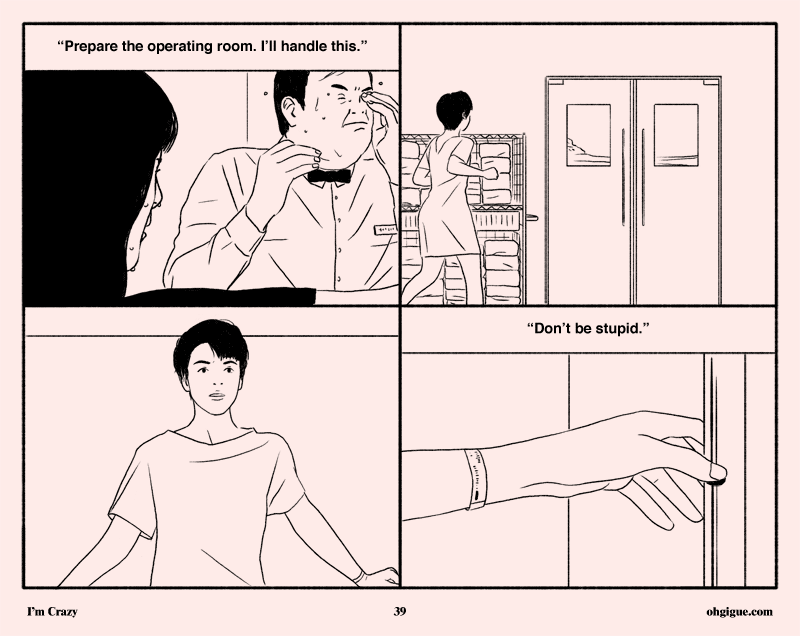 “Prepare the operating room. I’ll handle this.”
“Don’t be stupid.”
I’m Crazy
39
ohgigue.com